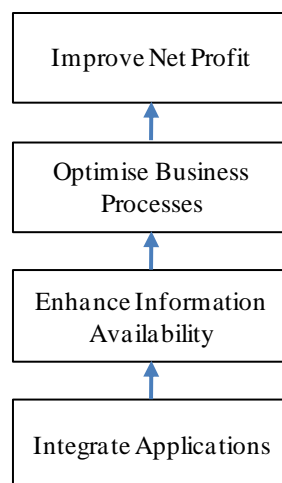 Improve Net Profit
Optimise Business
Processes
Enhance Information
Availability
Integrate Applications